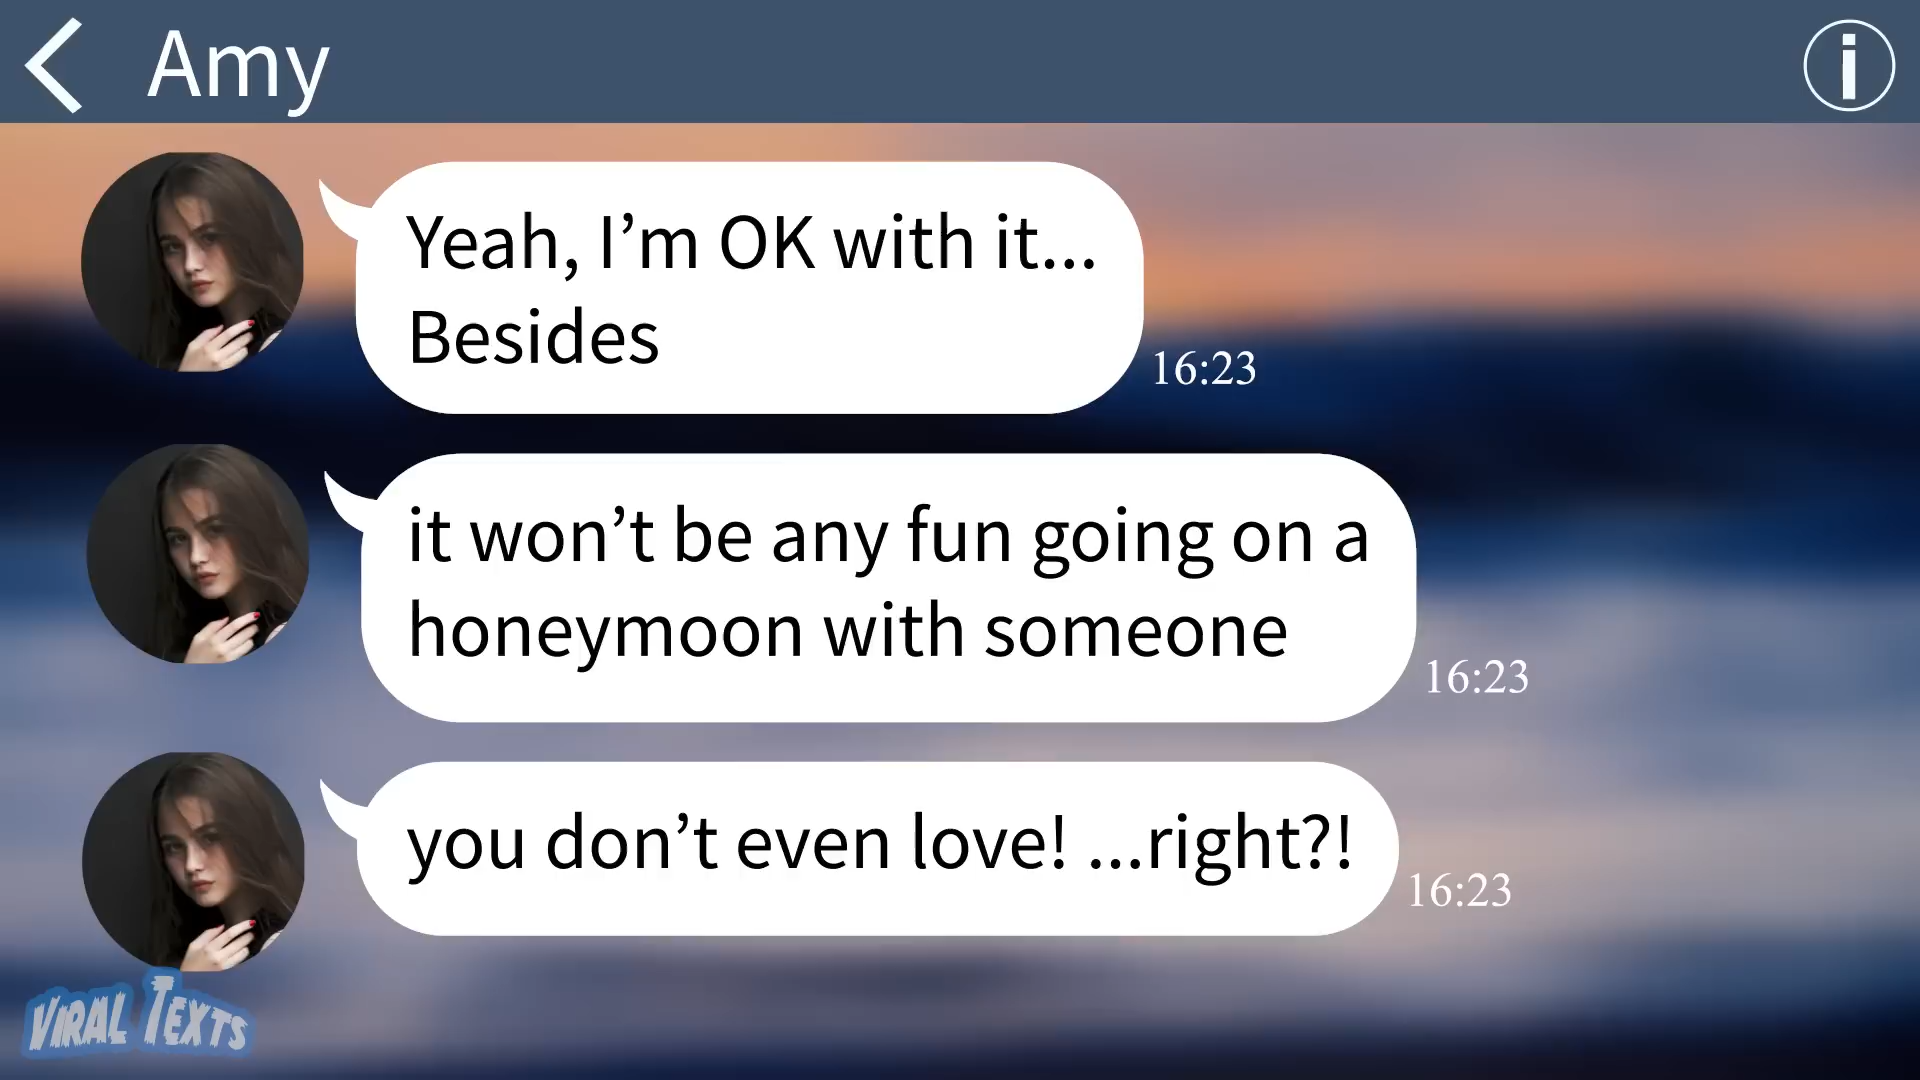 Amy
Yeah, I’m OK with it...
Besides
16:23
it won’t be any fun going on a
honeymoon with someone
16:23
you don’t even love! ...right?!
16:23
VIRAL TEXTS